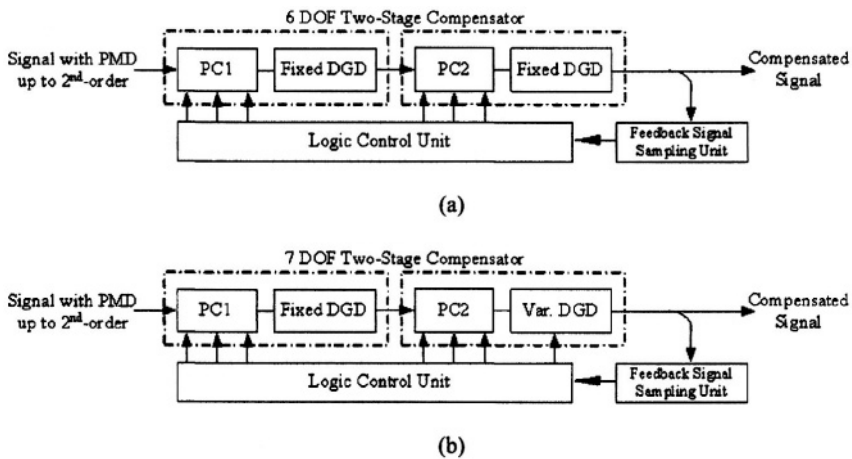 6 DOF Two-Stage Compensator
Signal with PMD
up to 2nd-order
PC1
Fixed DGD
PC2
Fixed DGD
Compensated
Signal
Logic Control Unit
Feedback Signal
Sampling Unit
(a)
7 DOF Two-Stage Compensator
Signal with PMD
up to 2nd-order
PC1
Fixed DGD
PC2
Var. DGD
Compensated
Signal
Logic Control Unit
Feedback Signal
Sampling Unit
(b)